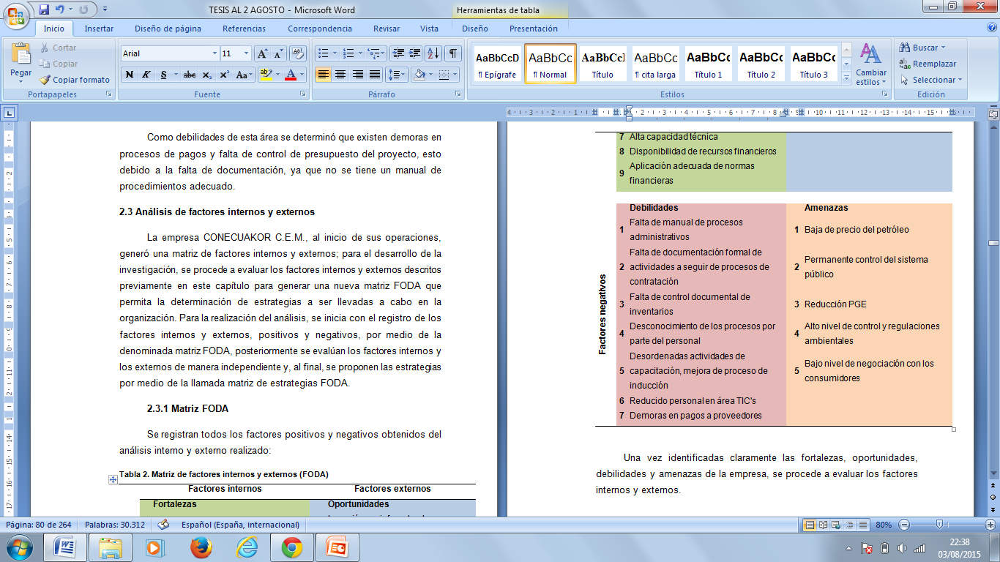 TESIS AL 2 AGOSTO - Microsoft Word
Herramientas de tabla
Inicio
Insertar
Diseño de página
Referencias
Correspondencia
Revisar
Vista
Diseño
Presentación
Pegar
Cortar
Copiar
Copiar formato
Portapapeles
Arial
11
N K S abc x₂ x² Aa
Fuente
Párrafo
AaBbCcD
¶ Epígrafe
AaBbCc
¶ Normal
AaBbCcI
Título
AaBbCc
¶ cita larga
AaBbCc
Título 1
AaBbCc
Título 2
AaBbCc
Título 3
Estilos
Cambiar
estilos
Buscar
Reemplazar
Seleccionar
Edición
Como debilidades de esta área se determinó que existen demoras en
procesos de pagos y falta de control de presupuesto del proyecto, esto
debido a la falta de documentación, ya que no se tiene un manual de
procedimientos adecuado.
2.3 Análisis de factores internos y externos
La empresa CONECUAKOR C.E.M., al inicio de sus operaciones,
generó una matriz de factores internos y externos; para el desarrollo de la
investigación, se procede a evaluar los factores internos y externos descritos
previamente en este capítulo para generar una nueva matriz FODA que
permita la determinación de estrategias a ser llevadas a cabo en la
organización. Para la realización del análisis, se inicia con el registro de los
factores internos y externos, positivos y negativos, por medio de la
denominada matriz FODA, posteriormente se evalúan los factores internos y
los externos de manera independiente y, al final, se proponen las estrategias
por medio de la llamada matriz de estrategias FODA.
2.3.1 Matriz FODA
Se registran todos los factores positivos y negativos obtenidos del
análisis interno y externo realizado:
Tabla 2. Matriz de factores internos y externos (FODA)
Factores internos
Factores externos
Fortalezas
Oportunidades
7 Alta capacidad técnica
8 Disponibilidad de recursos financieros
9 Aplicación adecuada de normas
financieras
Factores negativos
Debilidades
1 Falta de manual de procesos
administrativos
2 Falta de documentación formal de
actividades a seguir de procesos de
contratación
3 Falta de control documental de
inventarios
4 Desconocimiento de los procesos por
parte del personal
5 Desordenadas actividades de
capacitación, mejora de proceso de
inducción
6 Reducido personal en área TIC's
7 Demoras en pagos a proveedores
Amenazas
1 Baja de precio del petróleo
2 Permanente control del sistema
público
3 Reducción PGE
4 Alto nivel de control y regulaciones
ambientales
5 Bajo nivel de negociación con los
consumidores
Una vez identificadas claramente las fortalezas, oportunidades,
debilidades y amenazas de la empresa, se procede a evaluar los factores
internos y externos.
Página: 80 de 264
Palabras: 30.312
Español (España, internacional)
80%
22:38
03/08/2015